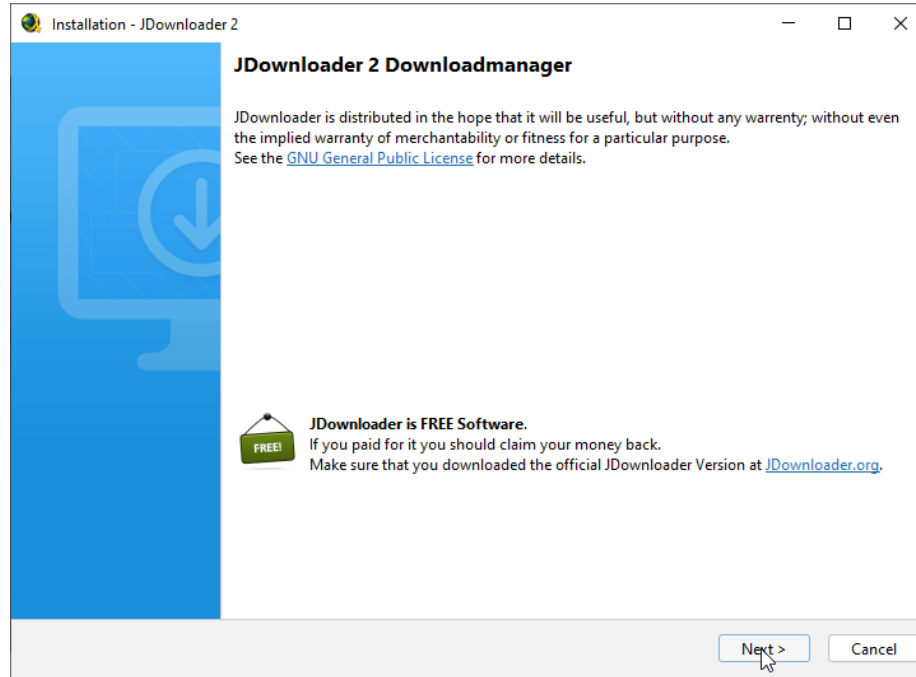 Installation - JDownloader 2
JDownloader 2 Downloadmanager
JDownloader is distributed in the hope that it will be useful, but without any warrenty; without even
the implied warranty of merchantability or fitness for a particular purpose.
See the GNU General Public License for more details.
FREE!
JDownloader is FREE Software.
If you paid for it you should claim your money back.
Make sure that you downloaded the official JDownloader Version at JDownloader.org.
Next >
Cancel